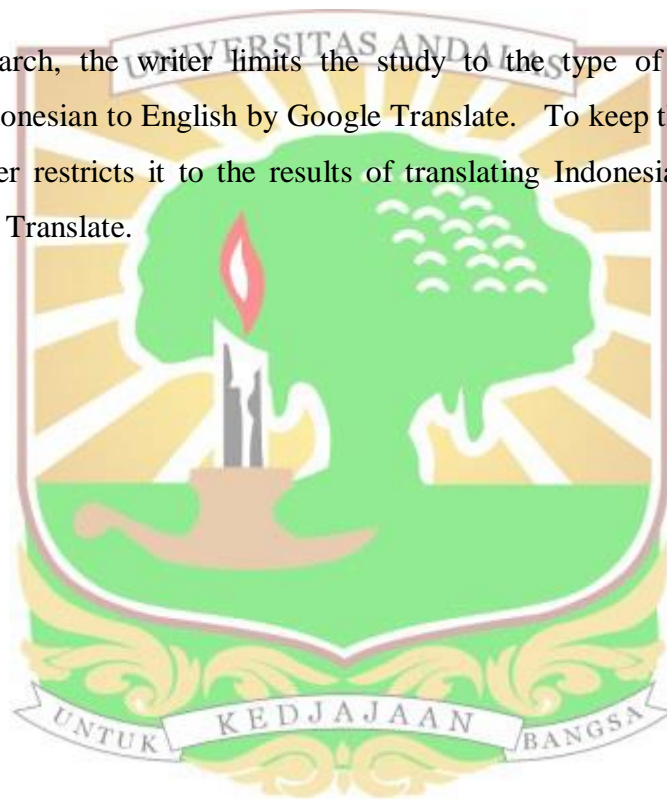 UNIVERSITAS ANDALAS
arch, the writer limits the study to the type of
onesian to English by Google Translate. To keep t
er restricts it to the results of translating Indonesia
Translate.
UNTUK KEDJAJAAN BANGSA